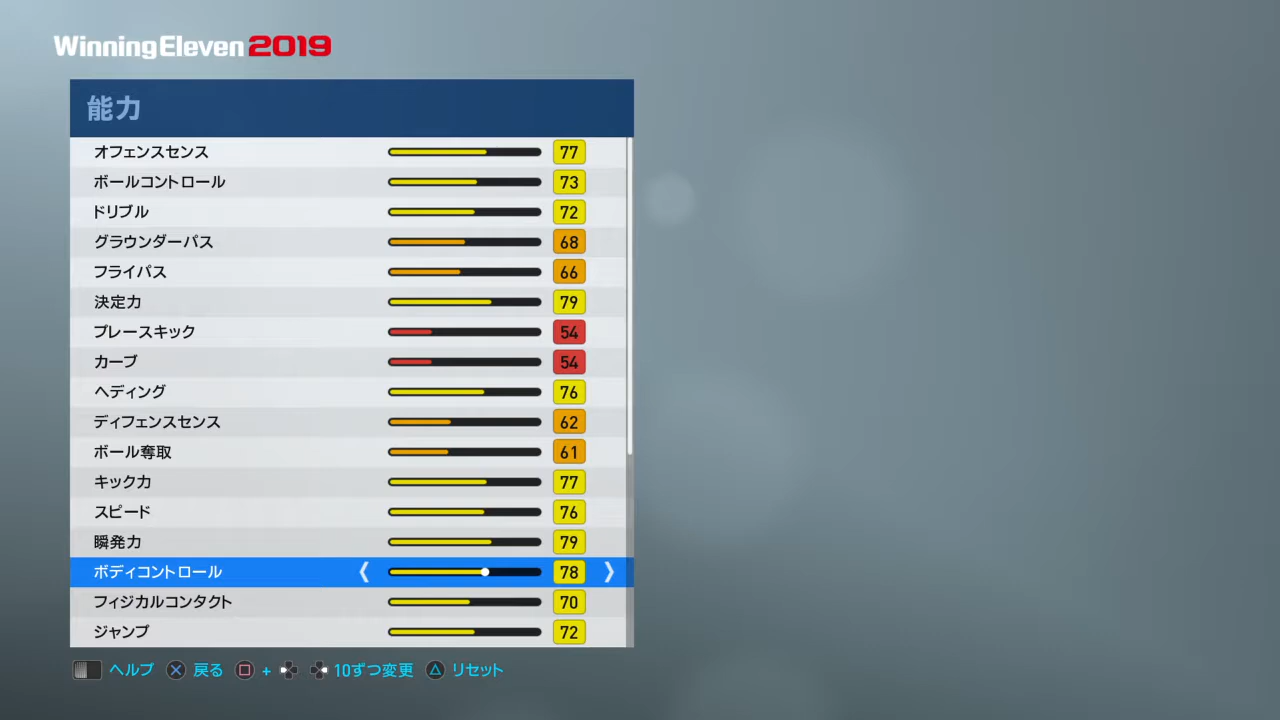 WinningEleven 2019
能力
オフェンスセンス 77
ボールコントロール 73
ドリブル 72
グラウンダーパス 68
フライパス 66
決定力 79
プレースキック 54
カーブ 54
ヘディング 76
ディフェンスセンス 62
ボール奪取 61
キック力 77
スピード 76
瞬発力 79
ボディコントロール 78
フィジカルコンタクト 70
ジャンプ 72
ヘルプ 戻る + 10ずつ変更 リセット